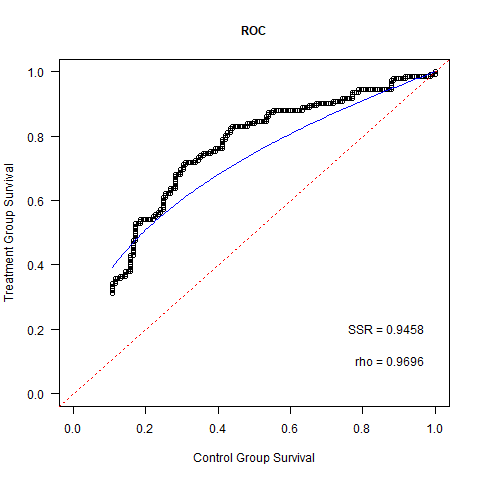 ROC
Treatment Group Survival
1.0
0.8
0.6
0.4
0.2
0.0
SSR = 0.9458
rho = 0.9696
0.0 0.2 0.4 0.6 0.8 1.0
Control Group Survival